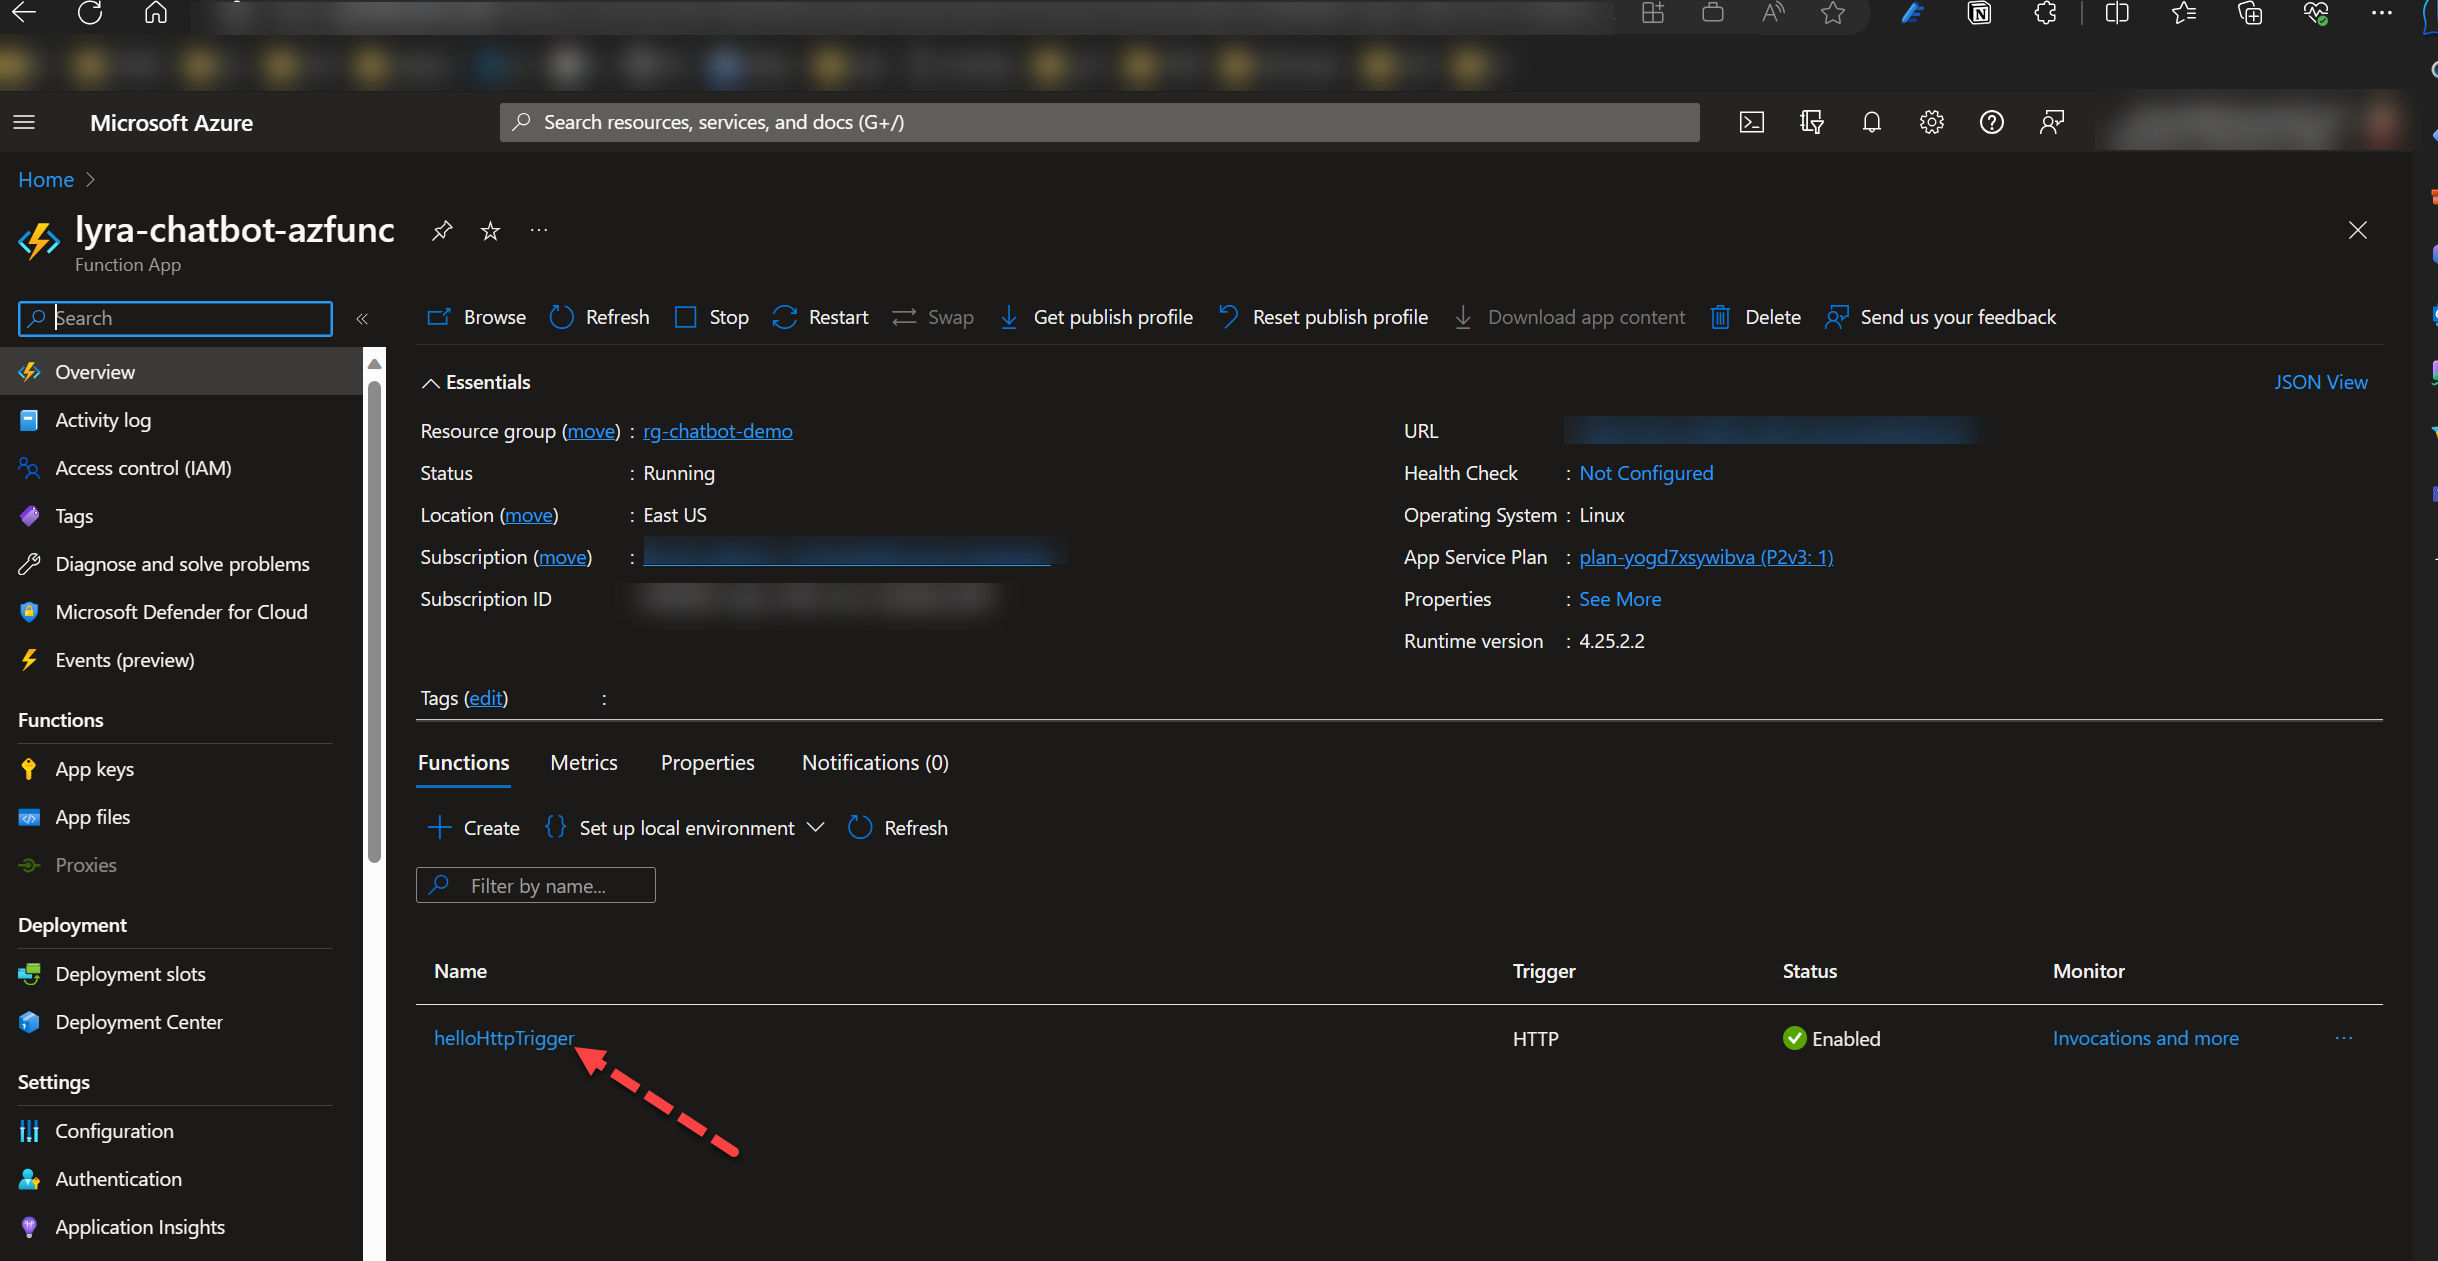 Microsoft Azure
Search resources, services, and docs (G+/)
Home
lyra-chatbot-azfunc
Function App
Search
Browse Refresh Stop Restart Swap Get publish profile Reset publish profile Download app content Delete Send us your feedback
Overview
Activity log
Access control (IAM)
Tags
Diagnose and solve problems
Microsoft Defender for Cloud
Events (preview)
Functions
App keys
App files
Proxies
Deployment
Deployment slots
Deployment Center
Settings
Configuration
Authentication
Application Insights
Essentials
JSON View
Resource group (move) : rg-chatbot-demo
Status : Running
Location (move) : East US
Subscription (move) :
Subscription ID
URL
Health Check : Not Configured
Operating System : Linux
App Service Plan : plan-yogd7xsywibva (P2v3: 1)
Properties : See More
Runtime version : 4.25.2.2
Tags (edit) :
Functions Metrics Properties Notifications (0)
Create {} Set up local environment Refresh
Filter by name...
Name Trigger Status Monitor
helloHttpTrigger HTTP Enabled Invocations and more ...